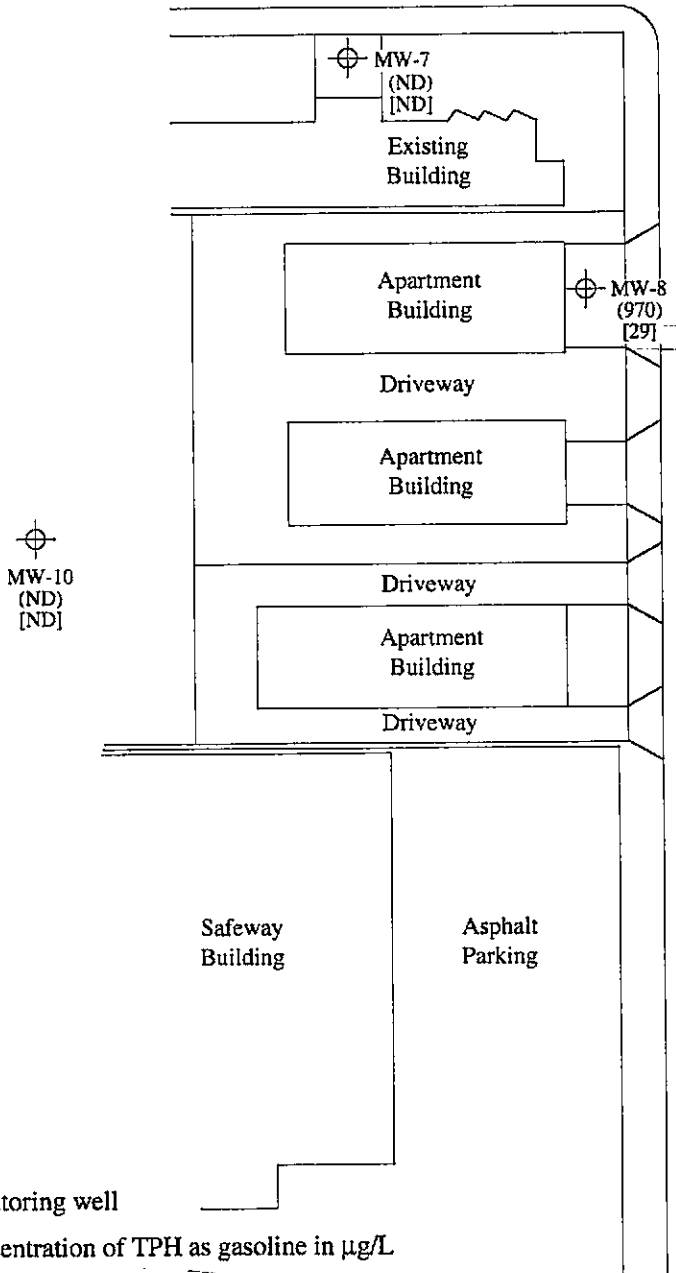 MW-7
(ND)
[ND]
Existing
Building
Apartment
Building
MW-8
(970)
[29]
Driveway
Apartment
Building
MW-10
(ND)
[ND]
Driveway
Apartment
Building
Driveway
Safeway
Building
Asphalt
Parking
toring well
entration of TPH as gasoline in µg/L